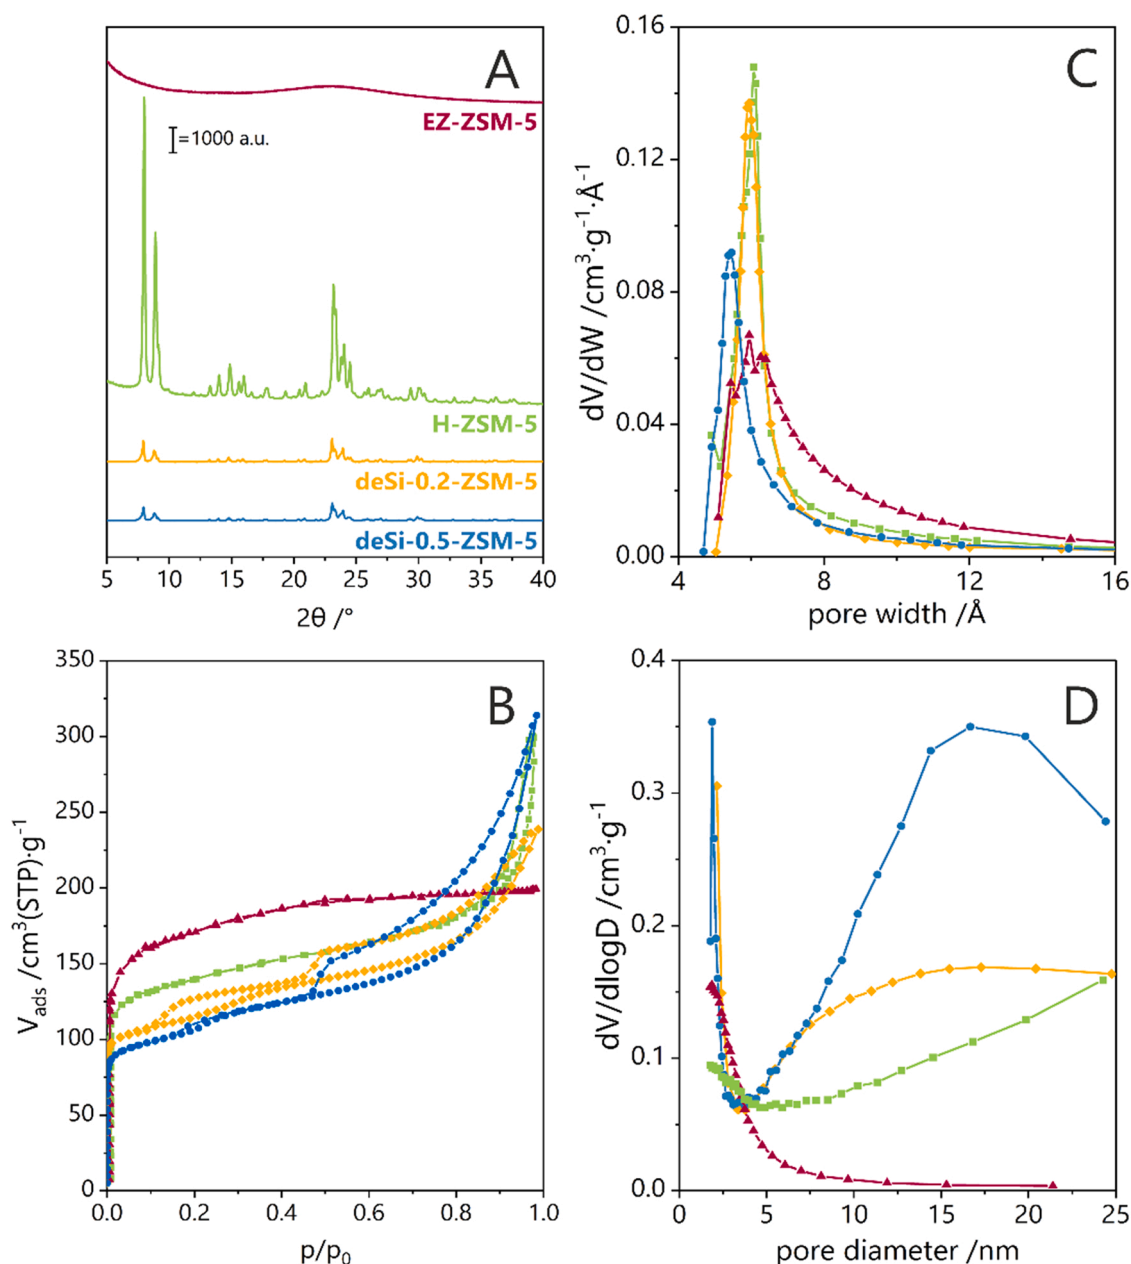 A
EZ-ZSM-5
=1000 a.u.
H-ZSM-5
deSi-0.2-ZSM-5
deSi-0.5-ZSM-5
5 10 15 20 25 30 35 40
2θ /°
C
dV/dW /cm³·g⁻¹·Å⁻¹
0.16
0.12
0.08
0.04
0.00
4 8 12 16
pore width /Å
B
V_ads /cm³(STP)·g⁻¹
350
300
250
200
150
100
50
0
0.0 0.2 0.4 0.6 0.8 1.0
p/p₀
D
dV/dlogD /cm³·g⁻¹
0.4
0.3
0.2
0.1
0.0
0 5 10 15 20 25
pore diameter /nm